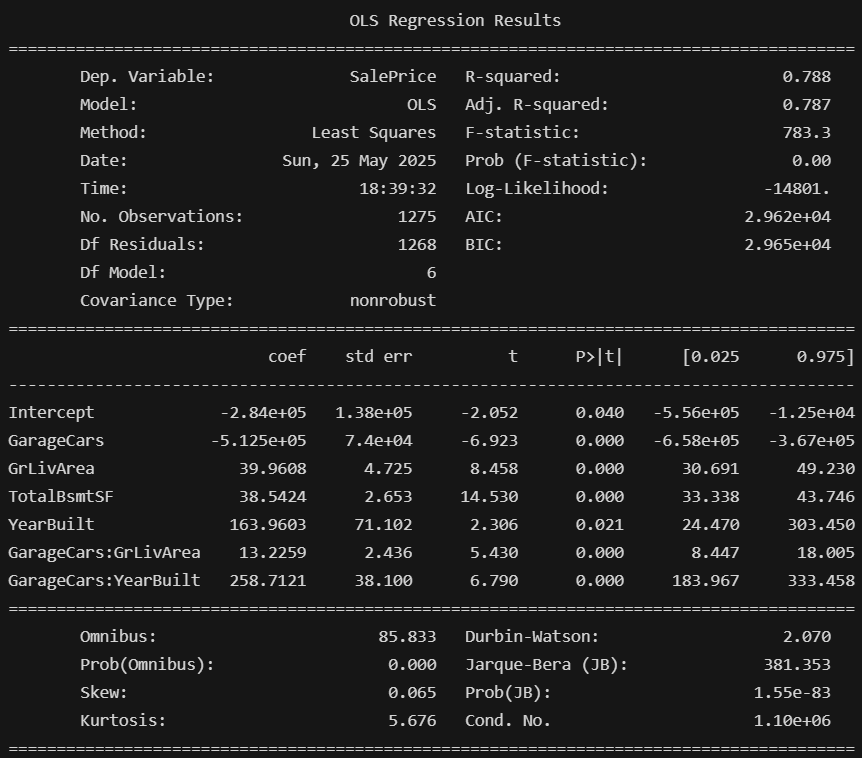 OLS Regression Results
==============================================================================
Dep. Variable: SalePrice R-squared: 0.788
Model: OLS Adj. R-squared: 0.787
Method: Least Squares F-statistic: 783.3
Date: Sun, 25 May 2025 Prob (F-statistic): 0.00
Time: 18:39:32 Log-Likelihood: -14801.
No. Observations: 1275 AIC: 2.962e+04
Df Residuals: 1268 BIC: 2.965e+04
Df Model: 6
Covariance Type: nonrobust
==============================================================================
coef std err t P>|t| [0.025 0.975]
------------------------------------------------------------------------------
Intercept -2.84e+05 1.38e+05 -2.052 0.040 -5.56e+05 -1.25e+04
GarageCars -5.125e+05 7.4e+04 -6.923 0.000 -6.58e+05 -3.67e+05
GrLivArea 39.9608 4.725 8.458 0.000 30.691 49.230
TotalBsmtSF 38.5424 2.653 14.530 0.000 33.338 43.746
YearBuilt 163.9603 71.102 2.306 0.021 24.470 303.450
GarageCars:GrLivArea 13.2259 2.436 5.430 0.000 8.447 18.005
GarageCars:YearBuilt 258.7121 38.100 6.790 0.000 183.967 333.458
==============================================================================
Omnibus: 85.833 Durbin-Watson: 2.070
Prob(Omnibus): 0.000 Jarque-Bera (JB): 381.353
Skew: 0.065 Prob(JB): 1.55e-83
Kurtosis: 5.676 Cond. No. 1.10e+06
==============================================================================